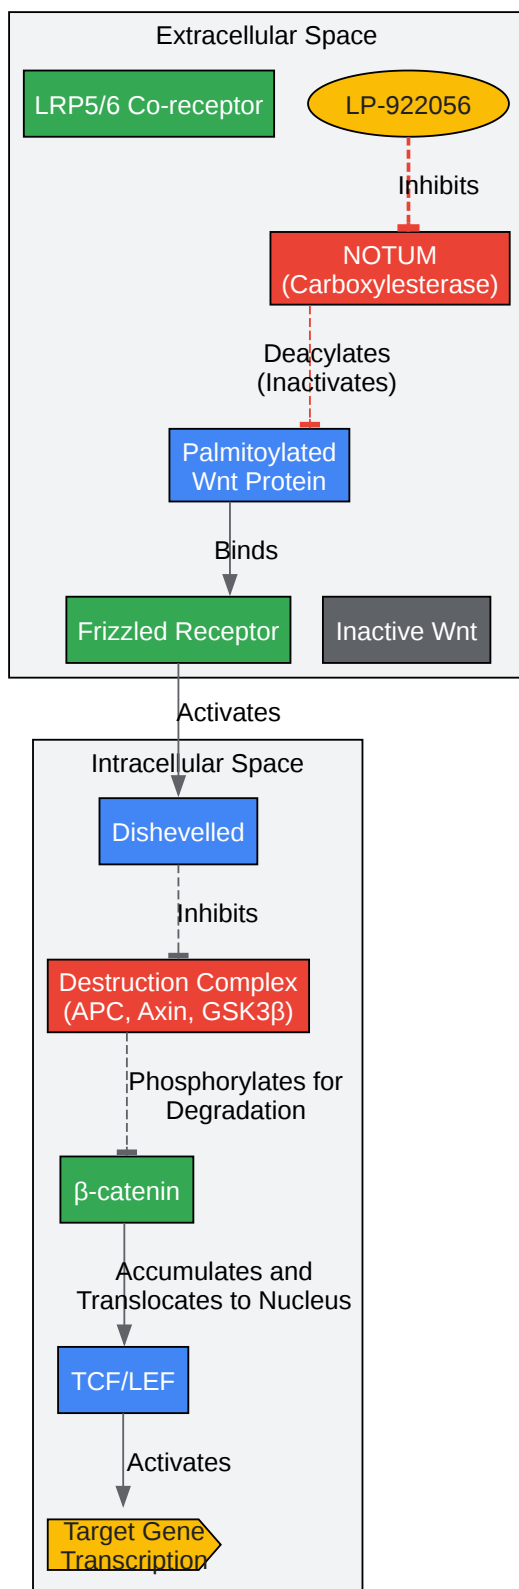 Extracellular Space
LRP5/6 Co-receptor
LP-922056
Inhibits
NOTUM
(Carboxylesterase)
Deacylates
(Inactivates)
Palmitoylated
Wnt Protein
Binds
Frizzled Receptor
Inactive Wnt
Activates
Intracellular Space
Dishevelled
Inhibits
Destruction Complex
(APC, Axin, GSK3β)
Phosphorylates for
Degradation
β-catenin
Accumulates and
Translocates to Nucleus
TCF/LEF
Activates
Target Gene
Transcription